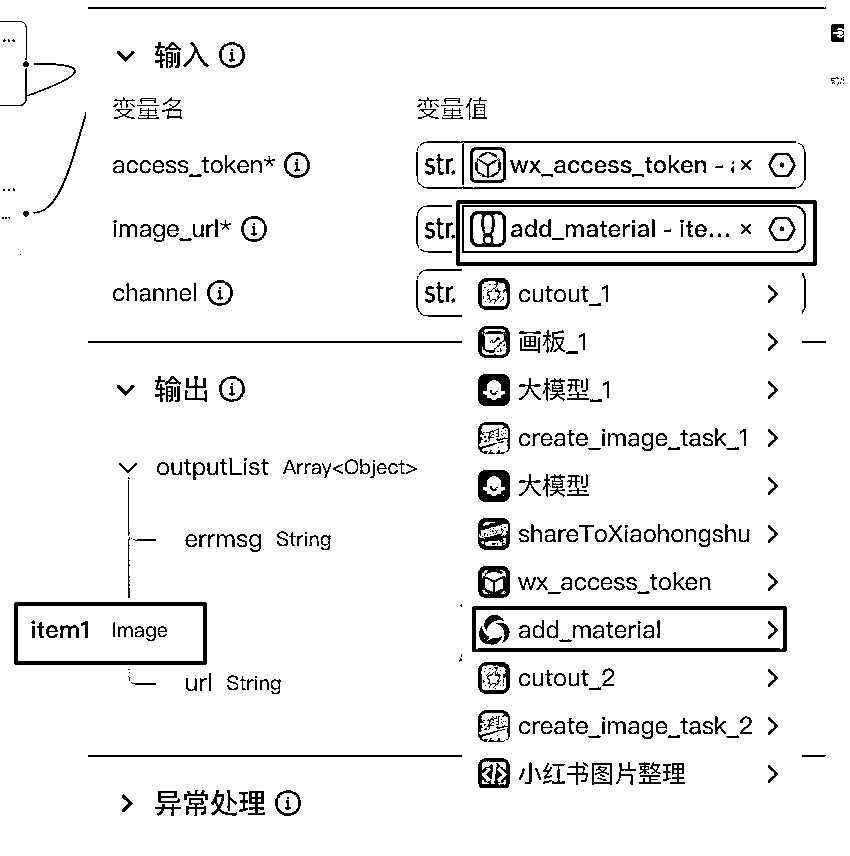 输入
变量名 变量值
access_token* str. wx_access_token - ×
image_url* str. add_material - ite... ×
channel str.
cutout_1
画板_1
大模型_1
输出
create_image_task_1
outputList Array<Object>
大模型
errmsg String
shareToXiaohongshu
wx_access_token
item1 Image
add_material
url String
cutout_2
create_image_task_2
小红书图片整理
异常处理